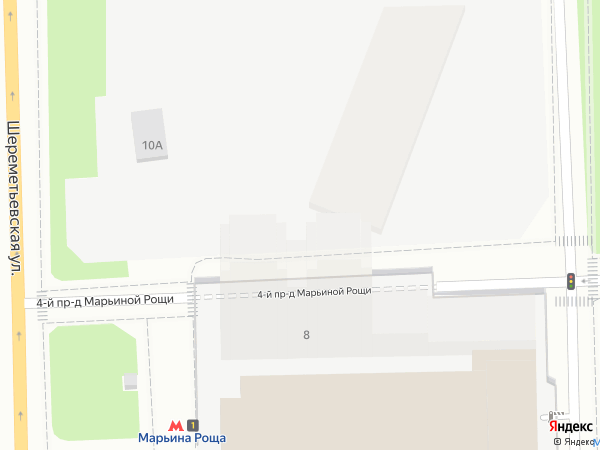 10А
Шереметьевская ул.
4-й пр-д Марьиной Рощи
4-й пр-д Марьиной Рощи
8
1
Марьина Роща
Яндекс
© Яндекс